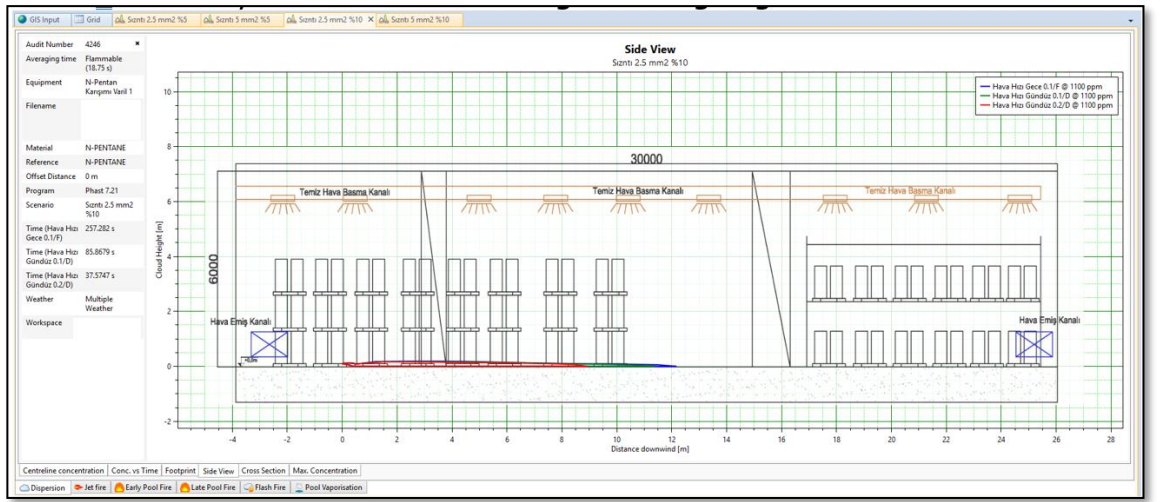 GIS Input Grid Sızıntı 2.5 mm2 %5 Sızıntı 5 mm2 %5 Sızıntı 2.5 mm2 %10 Sızıntı 5 mm2 %10
Audit Number 4246
Averaging time Flammable
(18.75 s)
Equipment N-Pentan
Karışımı Varil 1
Filename
Material N-PENTANE
Reference N-PENTANE
Offset Distance 0 m
Program Phast 7.21
Scenario Sızıntı 2.5 mm2
%10
Time (Hava Hızı 257.282 s
Gece 0.1/F)
Time (Hava Hızı 85.8679 s
Gündüz 0.1/D)
Time (Hava Hızı 37.5747 s
Gündüz 0.2/D)
Weather Multiple
Weather
Workspace
Side View
Sızıntı 2.5 mm2 %10
Hava Hızı Gece 0.1/F @ 1100 ppm
Hava Hızı Gündüz 0.1/D @ 1100 ppm
Hava Hızı Gündüz 0.2/D @ 1100 ppm
Cloud Height [m]
10
8
6
4
2
0
-2
30000
Temiz Hava Basma Kanalı Temiz Hava Basma Kanalı Temiz Hava Basma Kanalı
6000
Hava Emiş Kanalı Hava Emiş Kanalı
-4 -2 0 2 4 6 8 10 12 14 16 18 20 22 24 26 28
Distance downwind [m]
Centreline concentration Conc. vs Time Footprint Side View Cross Section Max. Concentration
Dispersion Jet fire Early Pool Fire Late Pool Fire Flash Fire Pool Vaporisation